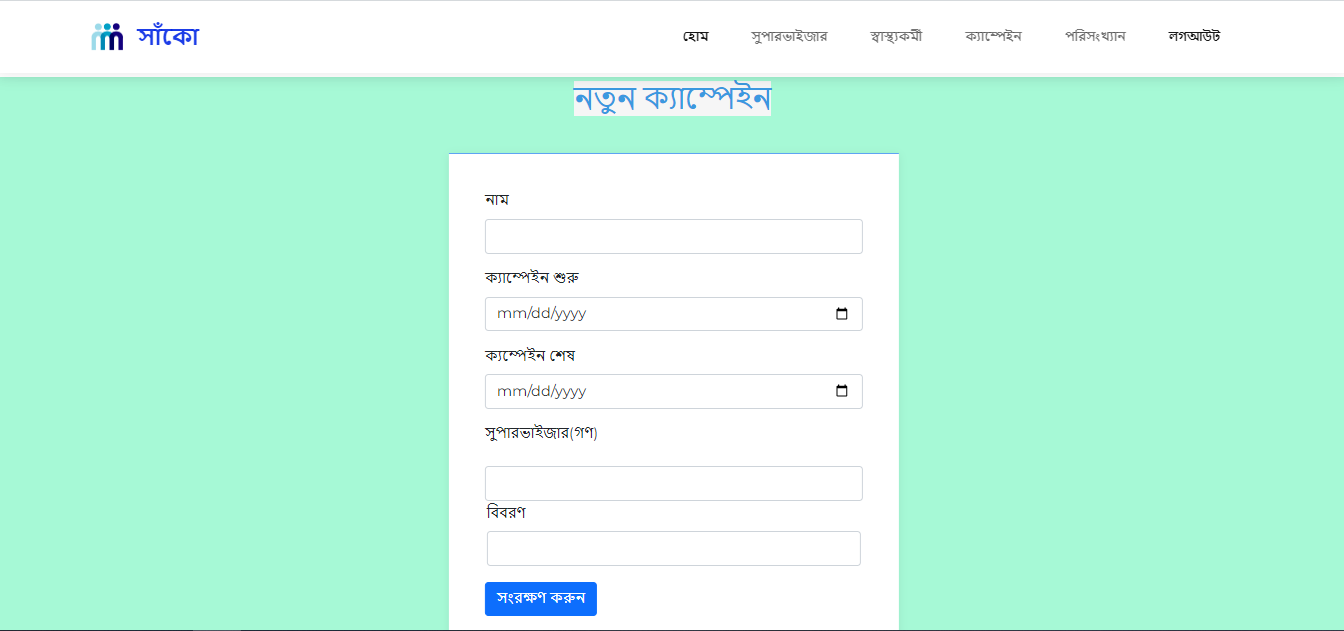 সাঁকো
হোম সুপারভাইজার স্বাস্থ্যকর্মী ক্যাম্পেইন পরিসংখ্যান লগআউট
নতুন ক্যাম্পেইন
নাম
ক্যাম্পেইন শুরু
mm/dd/yyyy
ক্যম্পেইন শেষ
mm/dd/yyyy
সুপারভাইজার(গণ)
বিবরণ
সংরক্ষণ করুন